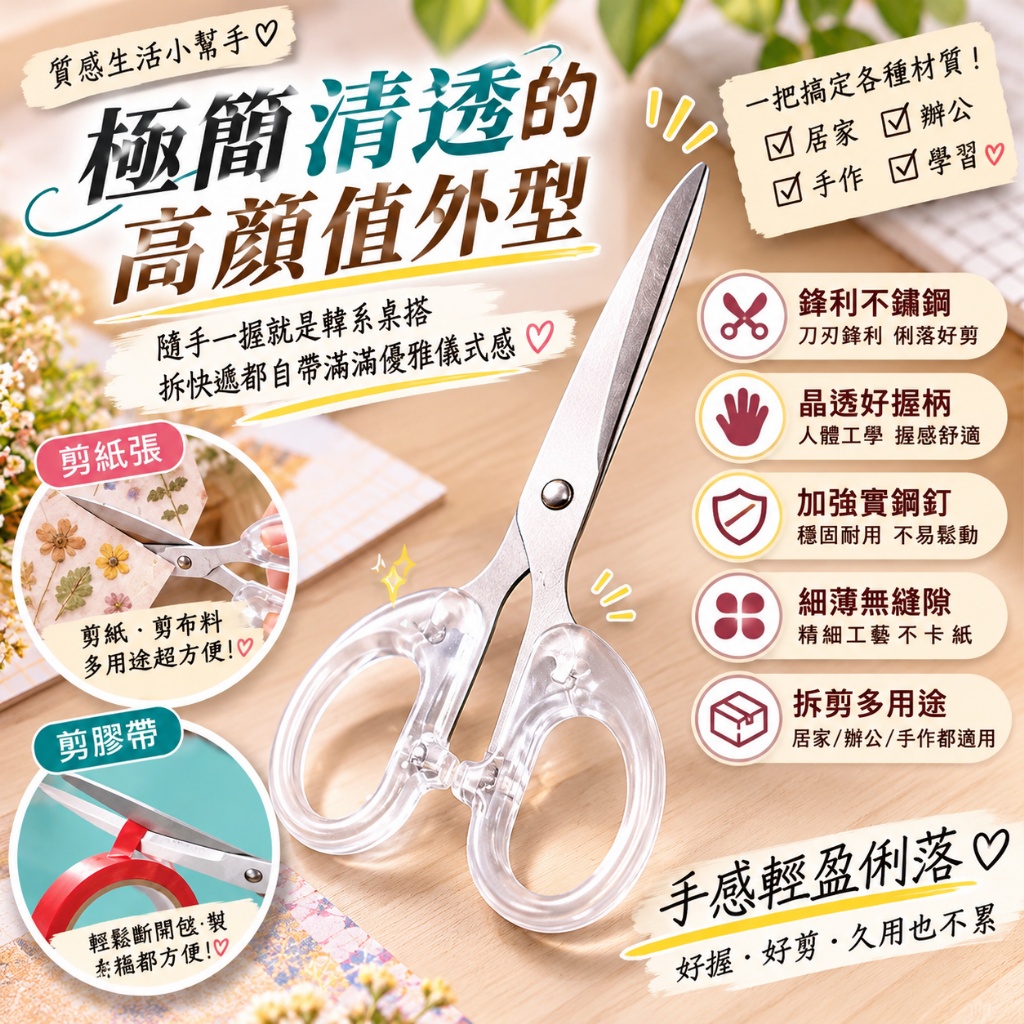 質感生活小幫手♡
極簡清透的
高顏值外型
隨手一握就是韓系桌搭
拆快遞都自帶滿滿優雅儀式感
一把搞定各種材質！
居家 辦公
手作 學習
鋒利不鏽鋼
刀刃鋒利 俐落好剪
晶透好握柄
人體工學 握感舒適
加強實鋼釘
穩固耐用 不易鬆動
細薄無縫隙
精細工藝 不卡紙
拆剪多用途
居家/辦公/手作都適用
剪紙張
剪紙・剪布料
多用途超方便!
剪膠帶
輕鬆斷開
都方便!
手感輕盈俐落♡
好握・好剪・久用也不累